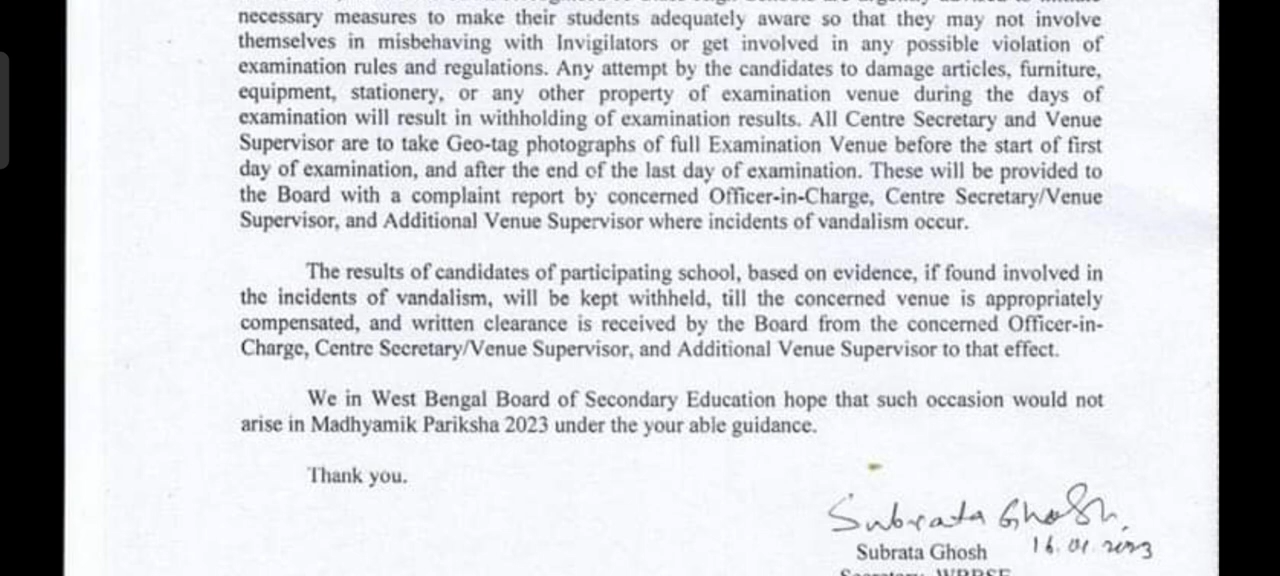 necessary measures to make their students adequately aware so that they may not involve
themselves in misbehaving with Invigilators or get involved in any possible violation of
examination rules and regulations. Any attempt by the candidates to damage articles, furniture,
equipment, stationery, or any other property of examination venue during the days of
examination will result in withholding of examination results. All Centre Secretary and Venue
Supervisor are to take Geo-tag photographs of full Examination Venue before the start of first
day of examination, and after the end of the last day of examination. These will be provided to
the Board with a complaint report by concerned Officer-in-Charge, Centre Secretary/Venue
Supervisor, and Additional Venue Supervisor where incidents of vandalism occur.
The results of candidates of participating school, based on evidence, if found involved in
the incidents of vandalism, will be kept withheld, till the concerned venue is appropriately
compensated, and written clearance is received by the Board from the concerned Officer-in-
Charge, Centre Secretary/Venue Supervisor, and Additional Venue Supervisor to that effect.
We in West Bengal Board of Secondary Education hope that such occasion would not
arise in Madhyamik Pariksha 2023 under the your able guidance.
Thank you.
Subrata Ghosh
16.01.2023
Subrata Ghosh